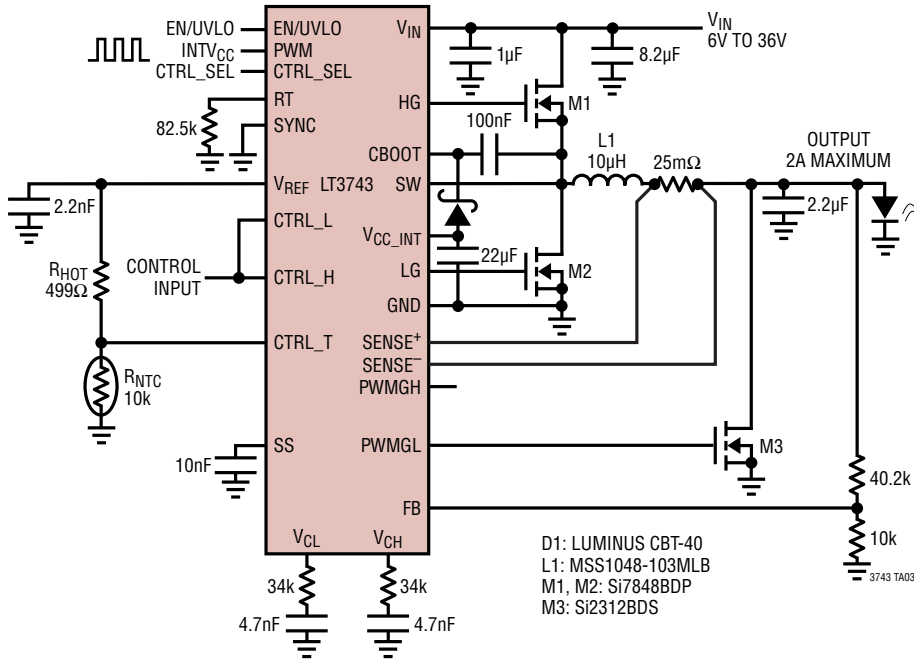 EN/UVLO
INTVCC
CTRL_SEL
EN/UVLO
PWM
CTRL_SEL
RT
SYNC
82.5k
VREF
LT3743
2.2nF
CTRL_L
CONTROL
INPUT
CTRL_H
RHOT
499Ω
CTRL_T
RNTC
10k
SS
10nF
VCL
VCH
34k
34k
4.7nF
4.7nF
VIN
HG
CBOOT
SW
VCC_INT
LG
GND
SENSE+
SENSE−
PWMGH
PWMGL
FB
VIN
6V TO 36V
1µF
8.2µF
M1
100nF
L1
10µH
25mΩ
OUTPUT
2A MAXIMUM
2.2µF
22µF
M2
M3
40.2k
10k
D1: LUMINUS CBT-40
L1: MSS1048-103MLB
M1, M2: Si7848BDP
M3: Si2312BDS
3743 TA03